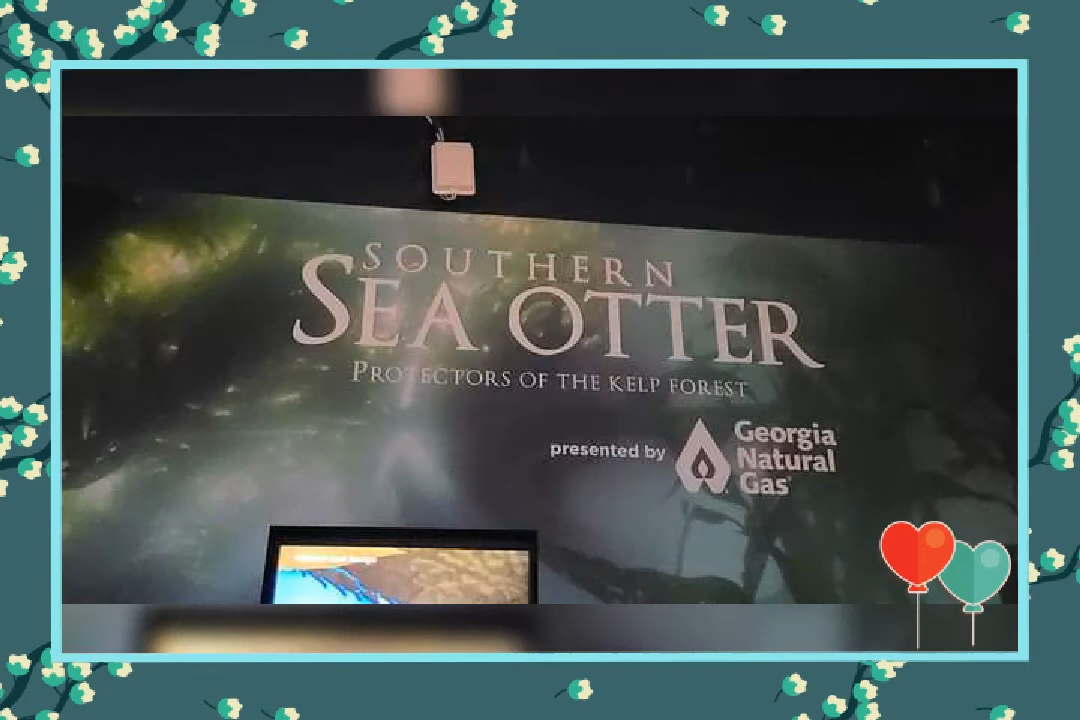 SOUTHERN
SEA OTTER
PROTECTORS OF THE KELP FOREST
presented by
Georgia
Natural
Gas